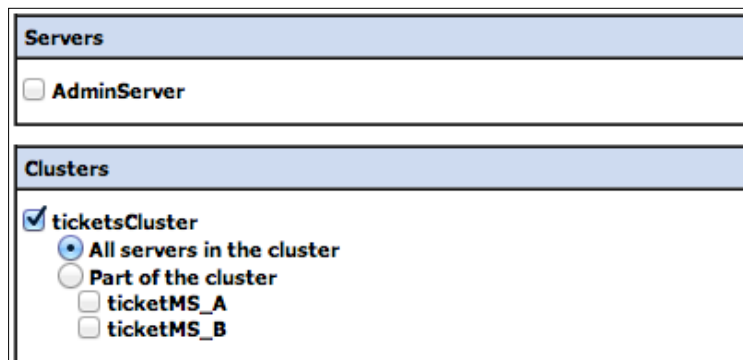 Servers
AdminServer
Clusters
ticketsCluster
All servers in the cluster
Part of the cluster
ticketMS_A
ticketMS_B